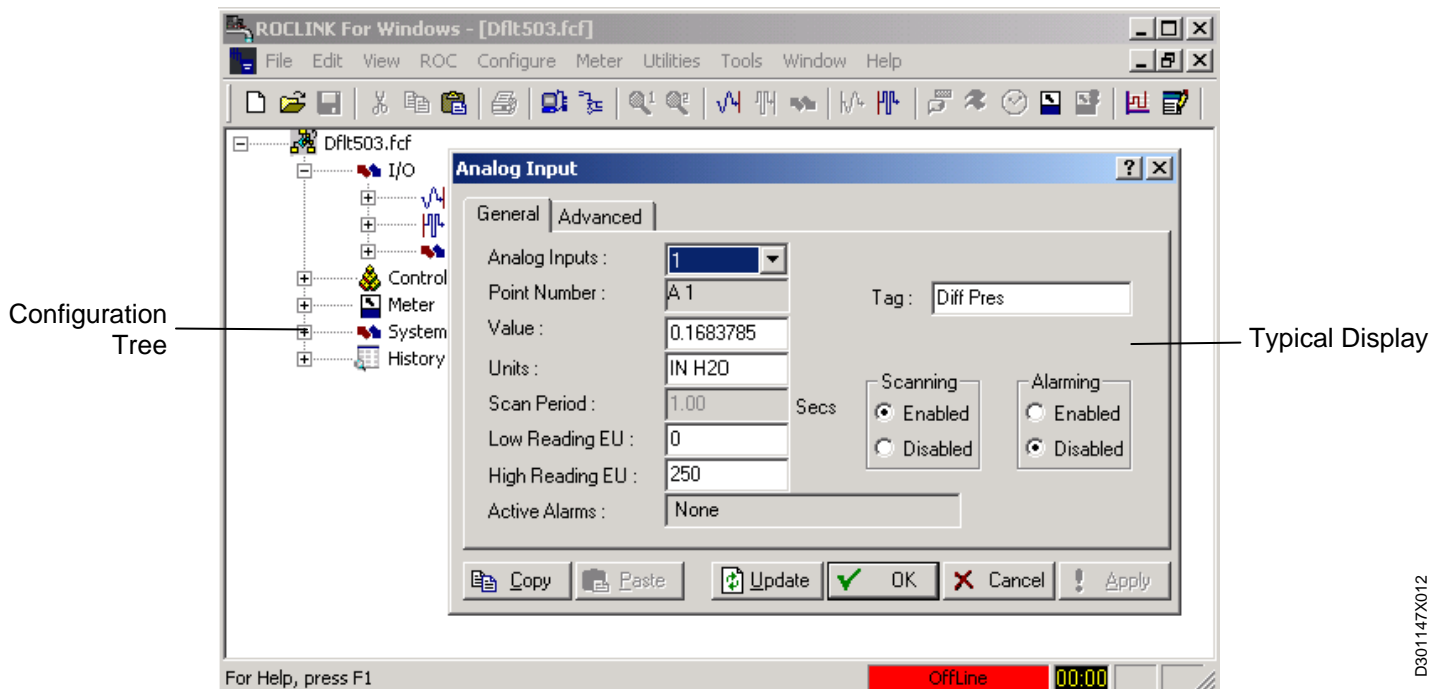 ROCLINK For Windows - [Dflt503.fcf]
File Edit View ROC Configure Meter Utilities Tools Window Help
Dflt503.fcf
I/O
Control
Meter
System
History
Configuration
Tree
Analog Input
General
Advanced
Analog Inputs :
1
Point Number :
A 1
Value :
0.1683785
Units :
IN H2O
Scan Period :
1.00
Secs
Low Reading EU :
0
High Reading EU :
250
Active Alarms :
None
Tag :
Diff Pres
Scanning
Enabled
Disabled
Alarming
Enabled
Disabled
Copy
Paste
Update
OK
Cancel
Apply
Typical Display
For Help, press F1
OffLine
00:00
D301147X012